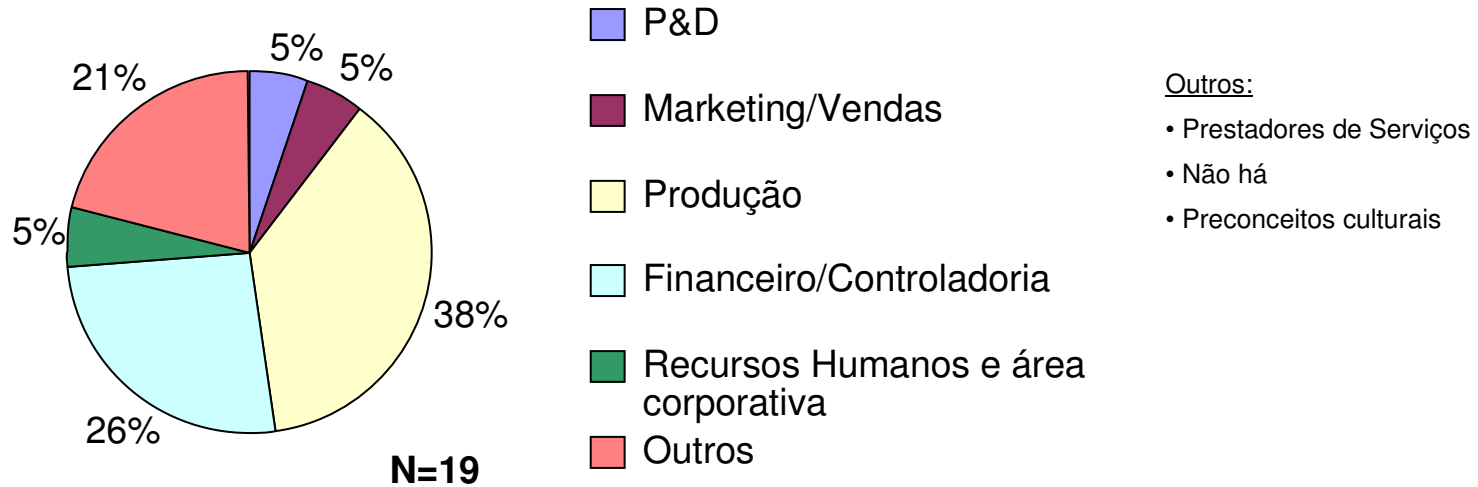 5%
5%
21%
5%
38%
26%
N=19
P&D
Marketing/Vendas
Produção
Financeiro/Controladoria
Recursos Humanos e área
corporativa
Outros
Outros:
• Prestadores de Serviços
• Não há
• Preconceitos culturais